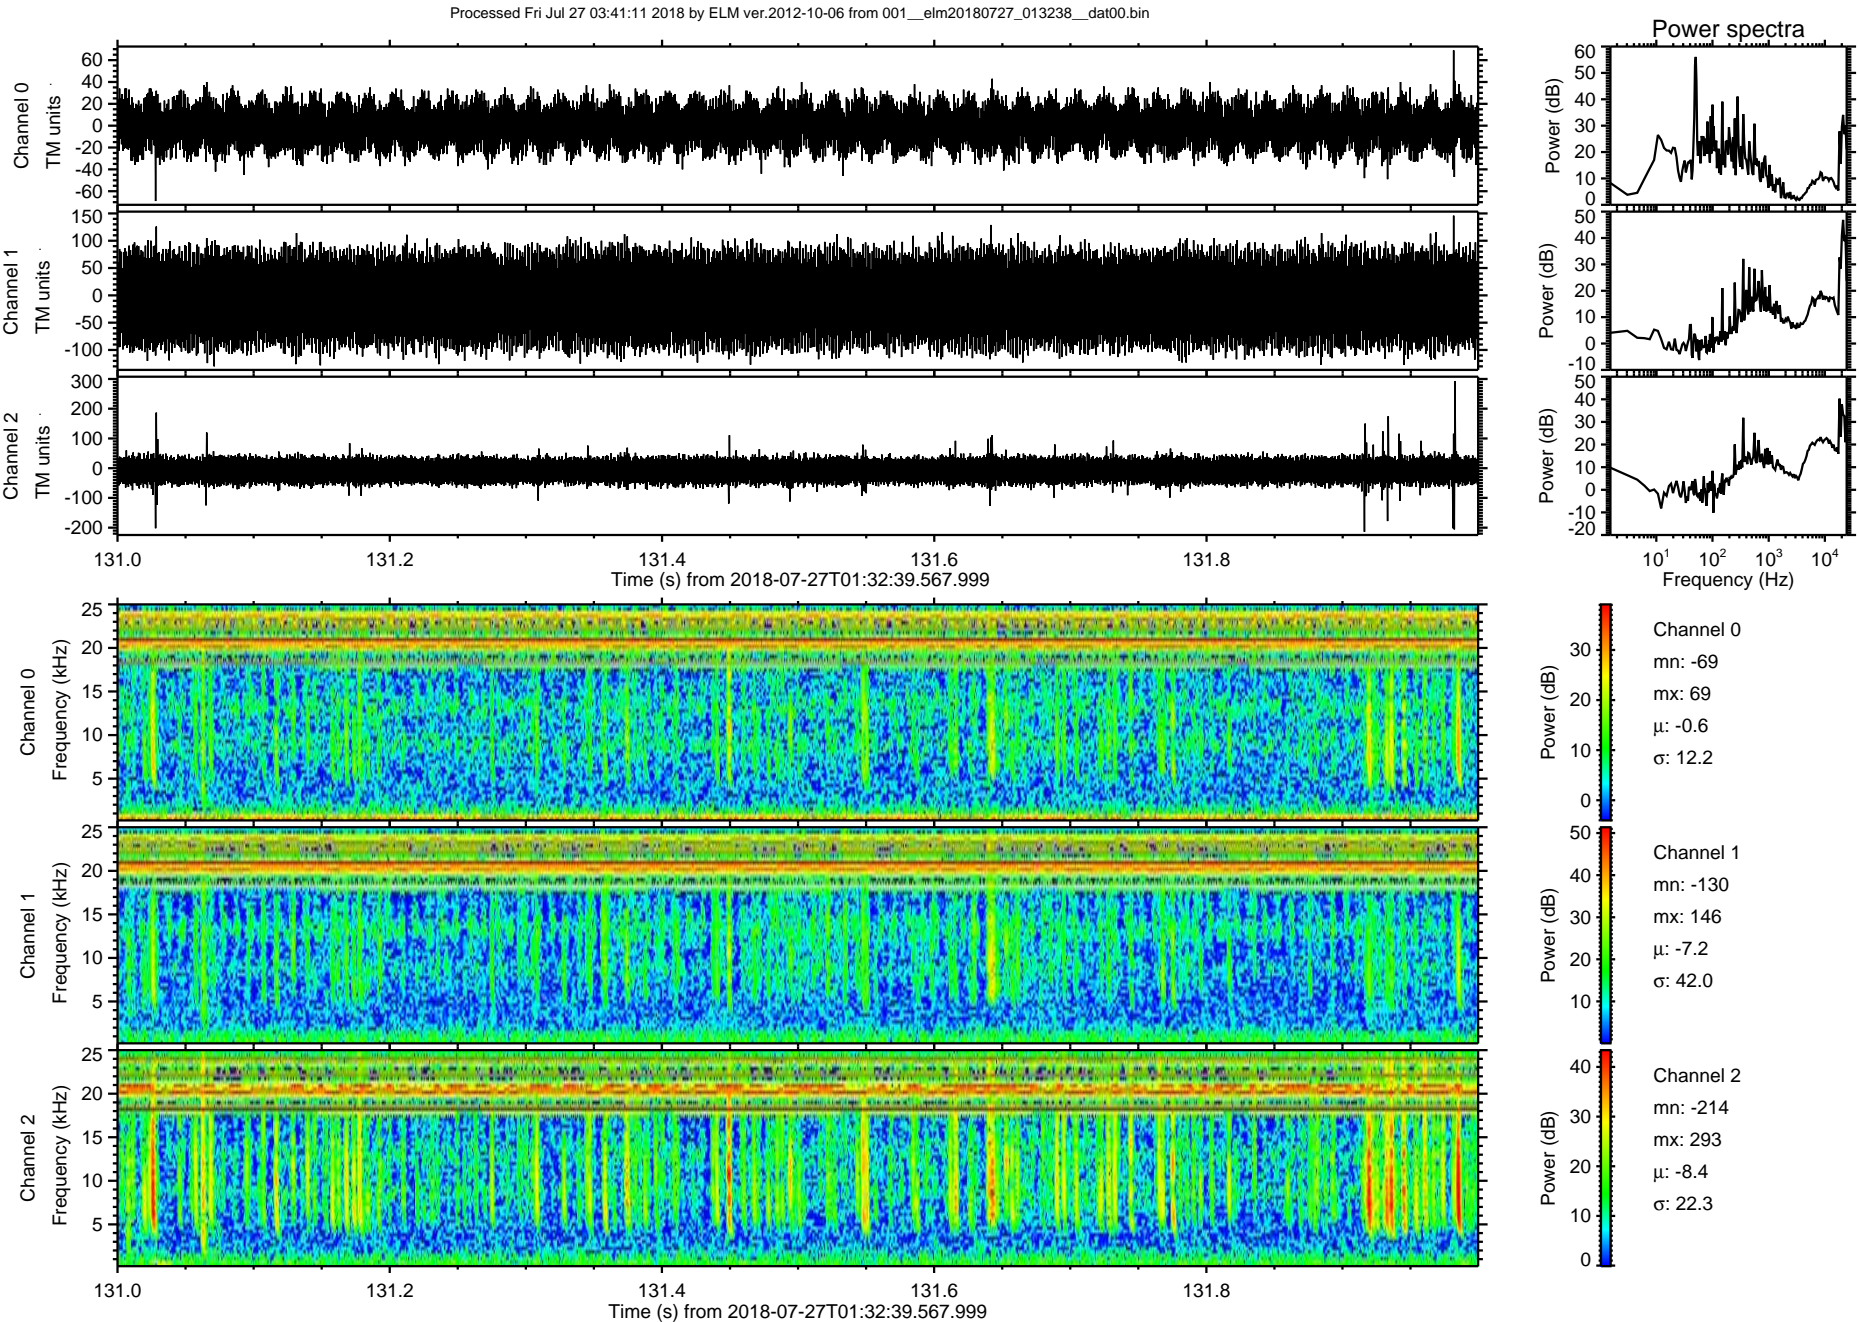 Processed Fri Jul 27 03:41:11 2018 by ELM ver.2012-10-06 from 001__elm20180727_013238__dat00.bin
Power spectra
Channel 0
TM units
60
40
20
0
-20
-40
-60
Power (dB)
60
50
40
30
20
10
0
Channel 1
TM units
150
100
50
0
-50
-100
Power (dB)
50
40
30
20
10
0
-10
Channel 2
TM units
300
200
100
0
-100
-200
Power (dB)
50
40
30
20
10
0
-10
-20
131.0 131.2 131.4 131.6 131.8
Time (s) from 2018-07-27T01:32:39.567.999
10^1 10^2 10^3 10^4
Frequency (Hz)
Channel 0
Frequency (kHz)
25
20
15
10
5
Power (dB)
30
20
10
0
Channel 0
mn: -69
mx: 69
μ: -0.6
σ: 12.2
Channel 1
Frequency (kHz)
25
20
15
10
5
Power (dB)
50
40
30
20
10
Channel 1
mn: -130
mx: 146
μ: -7.2
σ: 42.0
Channel 2
Frequency (kHz)
25
20
15
10
5
Power (dB)
40
30
20
10
0
Channel 2
mn: -214
mx: 293
μ: -8.4
σ: 22.3
131.0 131.2 131.4 131.6 131.8
Time (s) from 2018-07-27T01:32:39.567.999